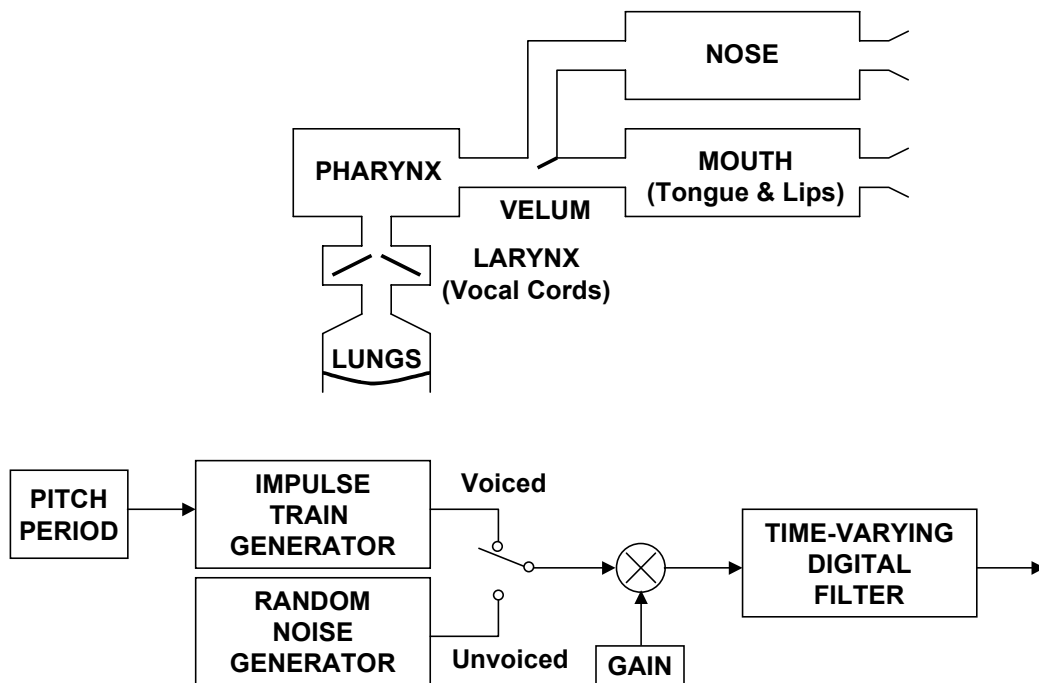 NOSE
PHARYNX
MOUTH
(Tongue & Lips)
VELUM
LARYNX
(Vocal Cords)
LUNGS
PITCH
PERIOD
IMPULSE
TRAIN
GENERATOR
Voiced
RANDOM
NOISE
GENERATOR
Unvoiced
GAIN
TIME-VARYING
DIGITAL
FILTER